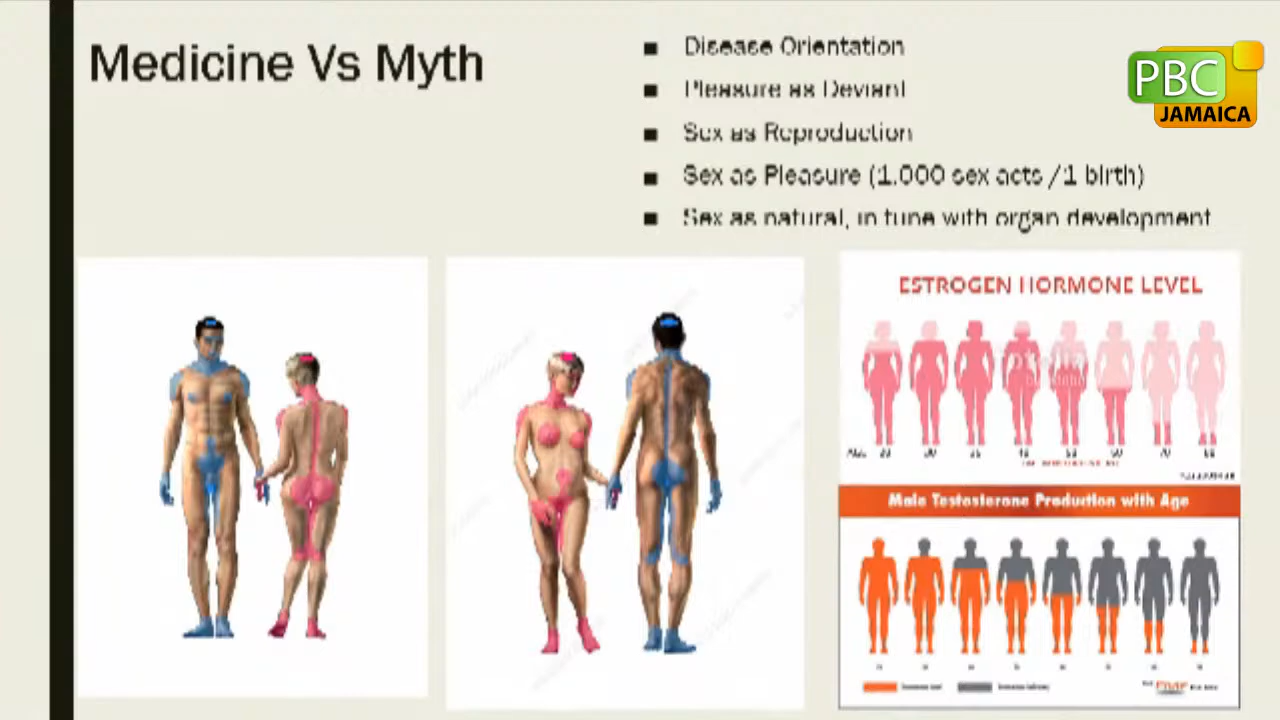 Medicine Vs Myth
Disease Orientation
Pleasure as Deviant
Sex as Reproduction
Sex as Pleasure (1.000 sex acts /1 birth)
Sex as natural, in tune with organ development
PBC
JAMAICA
ESTROGEN HORMONE LEVEL
Male Testosterone Production with Age